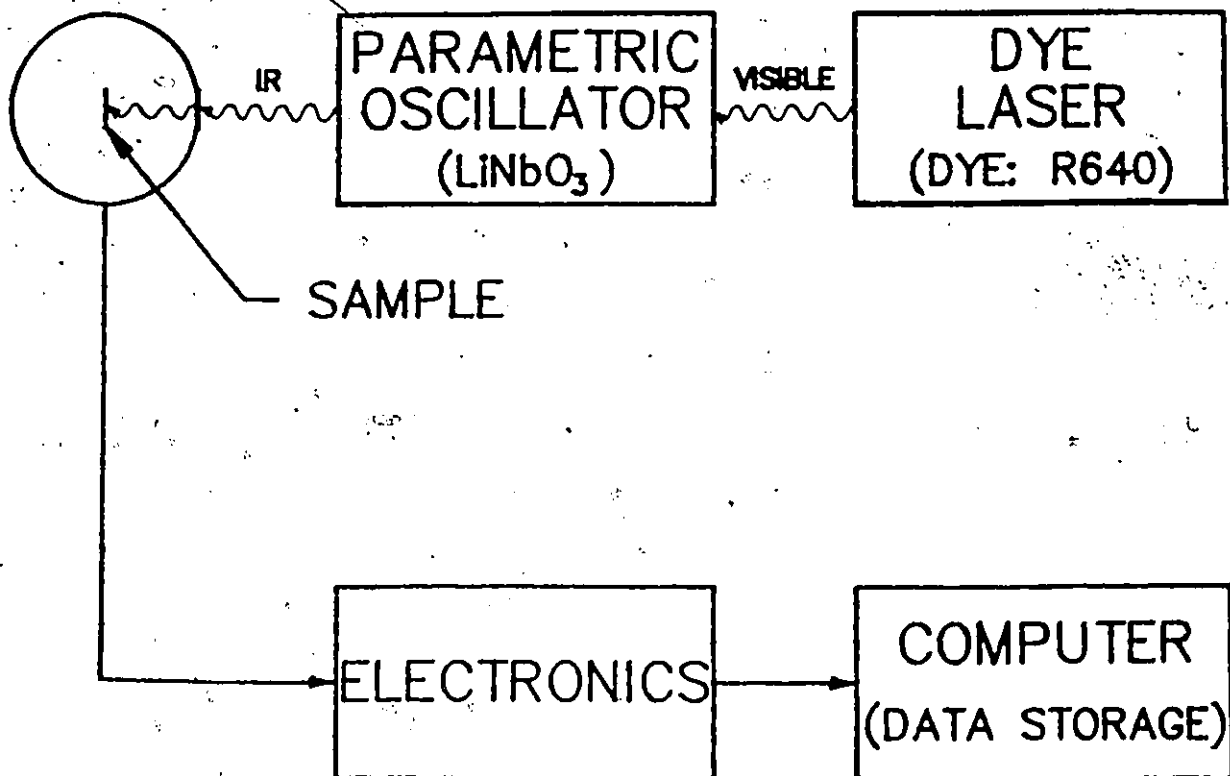 IR
PARAMETRIC
OSCILLATOR
(LiNbO₃)
VISIBLE
DYE
LASER
(DYE: R640)
SAMPLE
ELECTRONICS
COMPUTER
(DATA STORAGE)